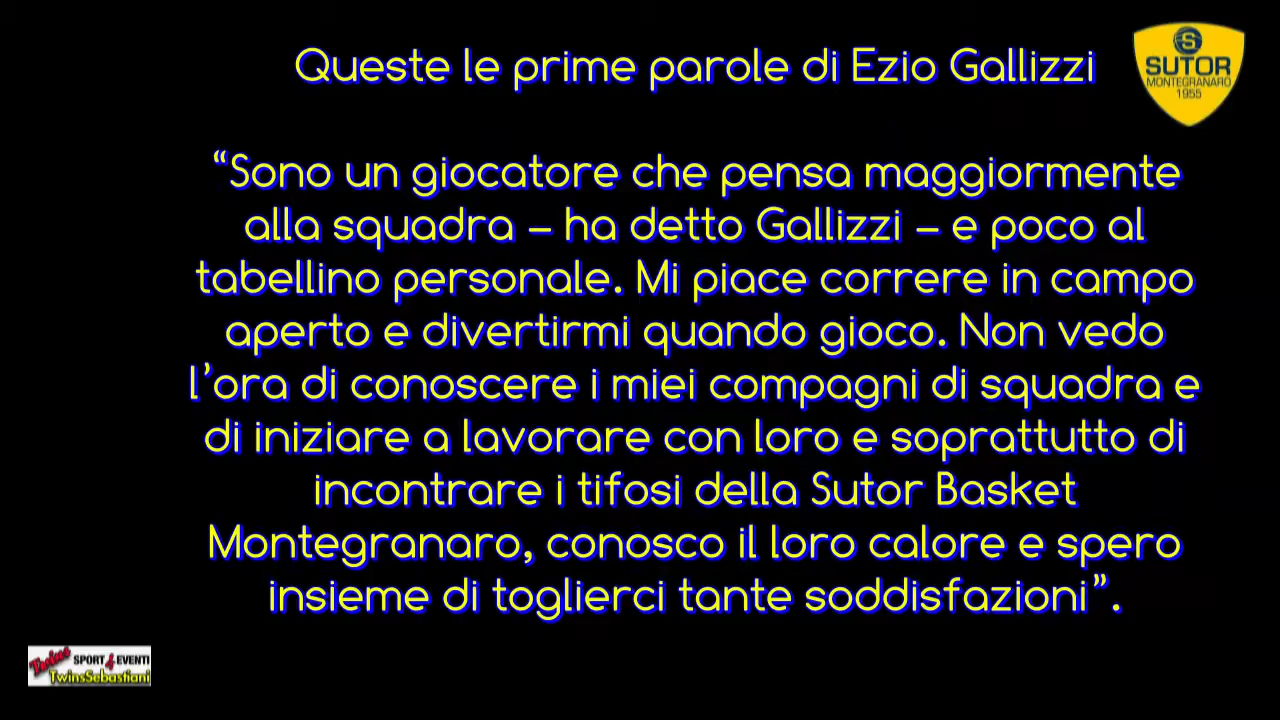 Queste le prime parole di Ezio Gallizzi
S
SUTOR
MONTEGRANARO
1955
“Sono un giocatore che pensa maggiormente
alla squadra – ha detto Gallizzi – e poco al
tabellino personale. Mi piace correre in campo
aperto e divertirmi quando gioco. Non vedo
l’ora di conoscere i miei compagni di squadra e
di iniziare a lavorare con loro e soprattutto di
incontrare i tifosi della Sutor Basket
Montegranaro, conosco il loro calore e spero
insieme di toglierci tante soddisfazioni”.
Twins SPORT 4 EVENTI
TwinsSebastiani